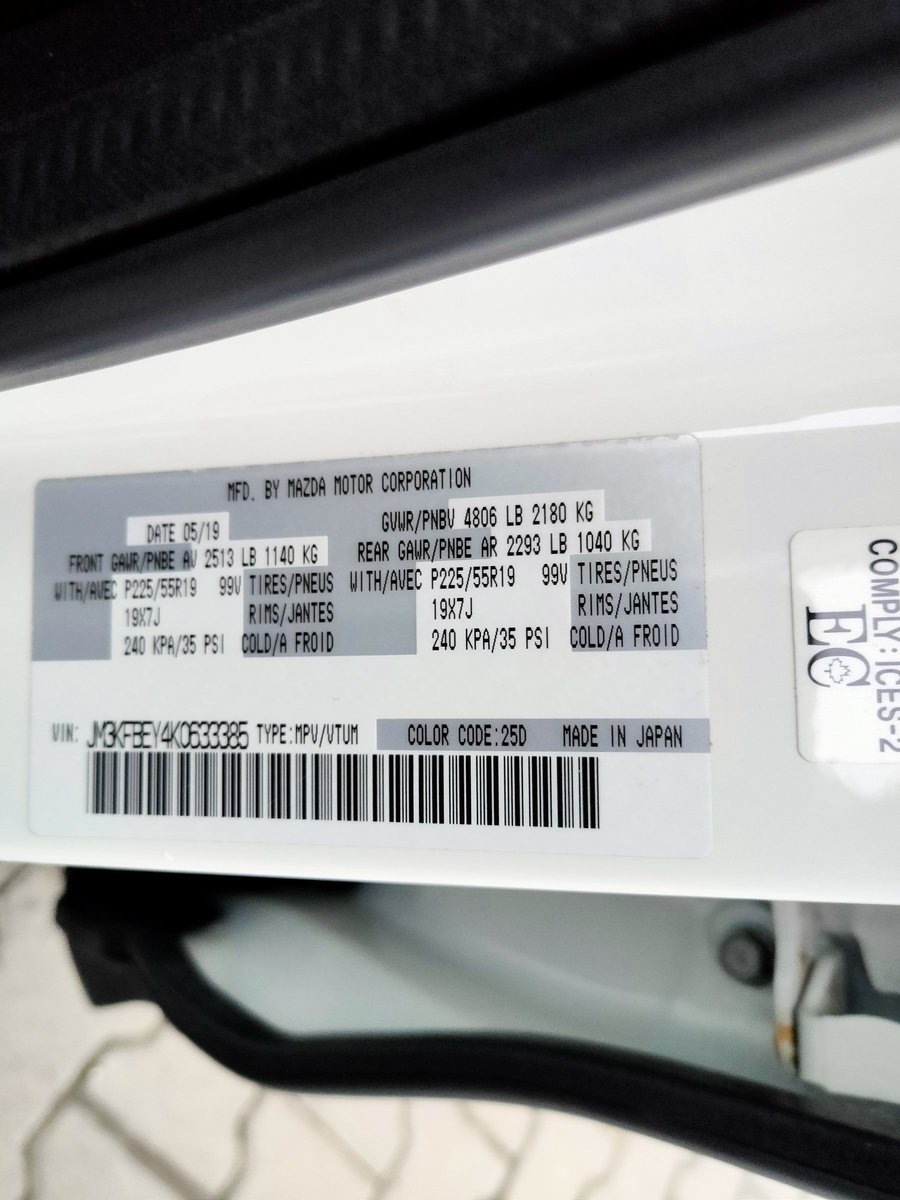 MFD. BY MAZDA MOTOR CORPORATION
DATE 05/19 GVWR/PNBV 4806 LB 2180 KG
FRONT GAWR/PNBE AV 2513 LB 1140 KG REAR GAWR/PNBE AR 2293 LB 1040 KG
WITH/AVEC P225/55R19 99V TIRES/PNEUS WITH/AVEC P225/55R19 99V TIRES/PNEUS
19X7J RIMS/JANTES 19X7J RIMS/JANTES
240 KPA/35 PSI COLD/A FROID 240 KPA/35 PSI COLD/A FROID
VIN: JM3KFBEY4K0633385 TYPE:MPV/VTUM COLOR CODE:25D MADE IN JAPAN
COMPLY:ICES-2
EC